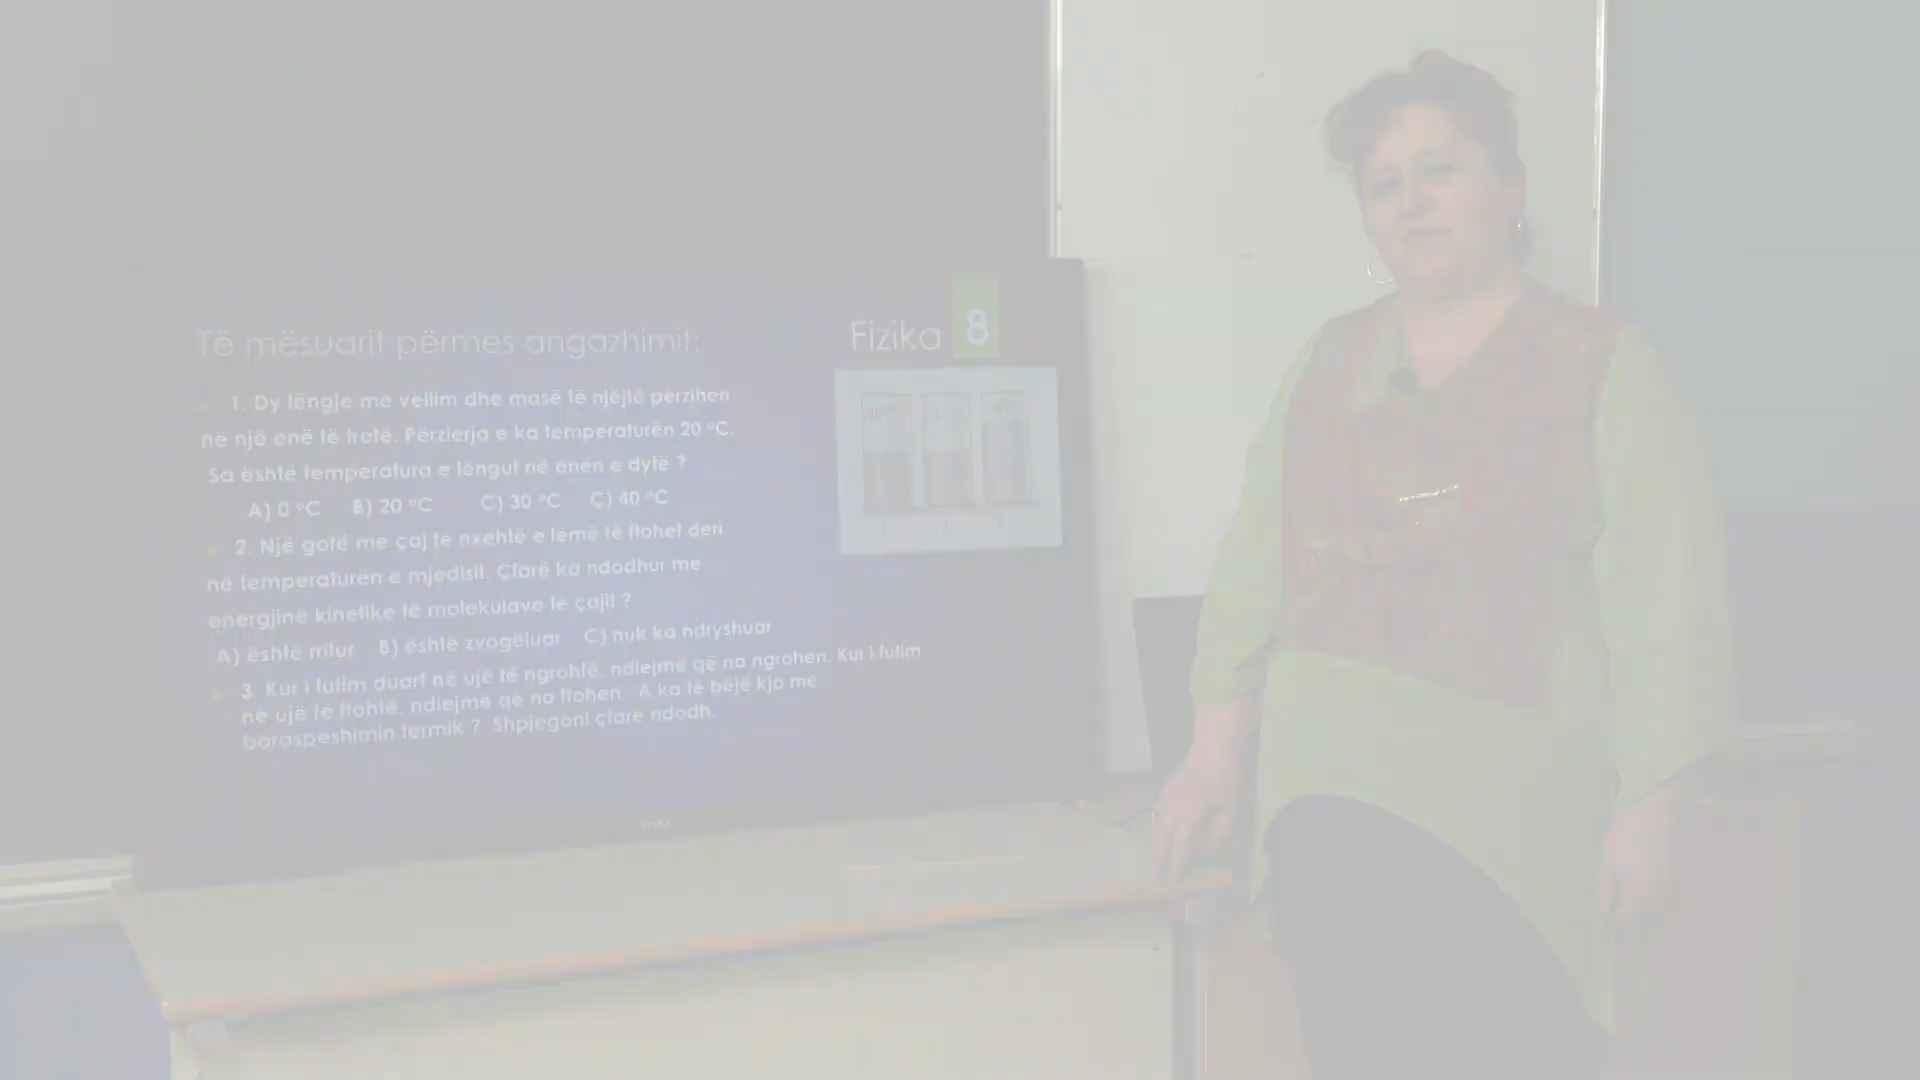 Të mësuarit përmes angazhimit:
Fizika 8
1. Dy lëngje me vëllim dhe masë të njëjtë përzihen
në një enë të tretë. Përzierja e ka temperaturën 20 °C.
Sa është temperatura e lëngut në enën e dytë ?
A) 0 °C B) 20 °C C) 30 °C Ç) 40 °C
2. Një gotë me çaj të nxehtë e lëmë të ftohet deri
në temperaturën e mjedisit. Çfarë ka ndodhur me
energjinë kinetike të molekulave të çajit ?
A) është rritur B) është zvogëluar C) nuk ka ndryshuar
3. Kur i futim duart në ujë të ngrohtë, ndiejmë që na ngrohen. Kur i futim
në ujë të ftohtë, ndiejmë që na ftohen. A ka të bëjë kjo me
baraspeshimin termik ? Shpjegoni çfarë ndodh.